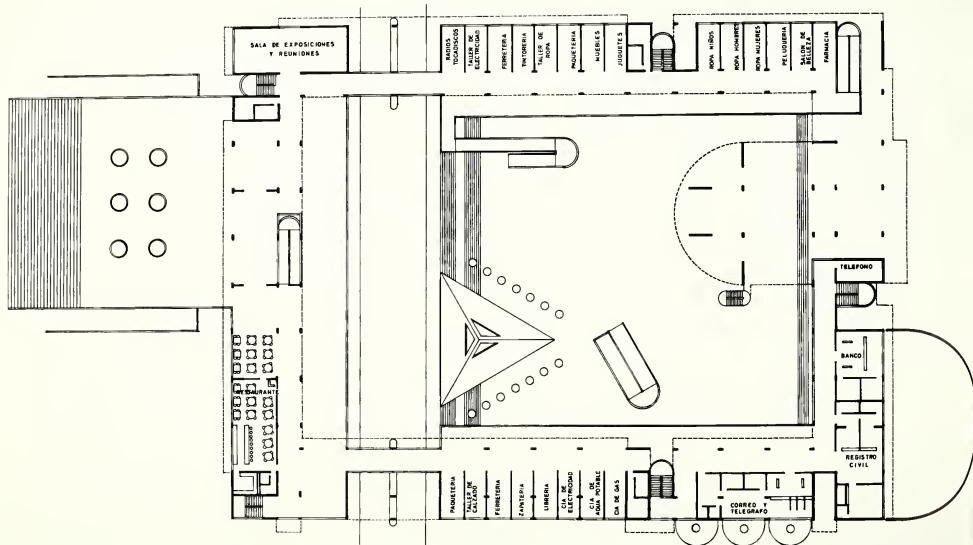 SALA DE EXPOSICIONES
Y REUNIONES
RADIOS
TOCADISCOS
TALLER DE
ELECTRICIDAD
FERRETERIA
TINTORERIA
TALLER DE
ROPA
PAQUETERIA
MUEBLES
JUGUETES
ROPA NIÑOS
ROPA HOMBRES
ROPA MUJERES
PELUQUERIA
SALON DE
BELLEZA
FARMACIA
TELEFONO
BANCO
RESTAURANTE
REGISTRO
CIVIL
PAQUETERIA
TALLER DE
CALZADO
FERRETERIA
ZAPATERIA
LIBRERIA
CIA DE
ELECTRICIDAD
CIA DE
AQUA POTABLE
CIA DE GAS
CORREO Y
TELEGRAFO